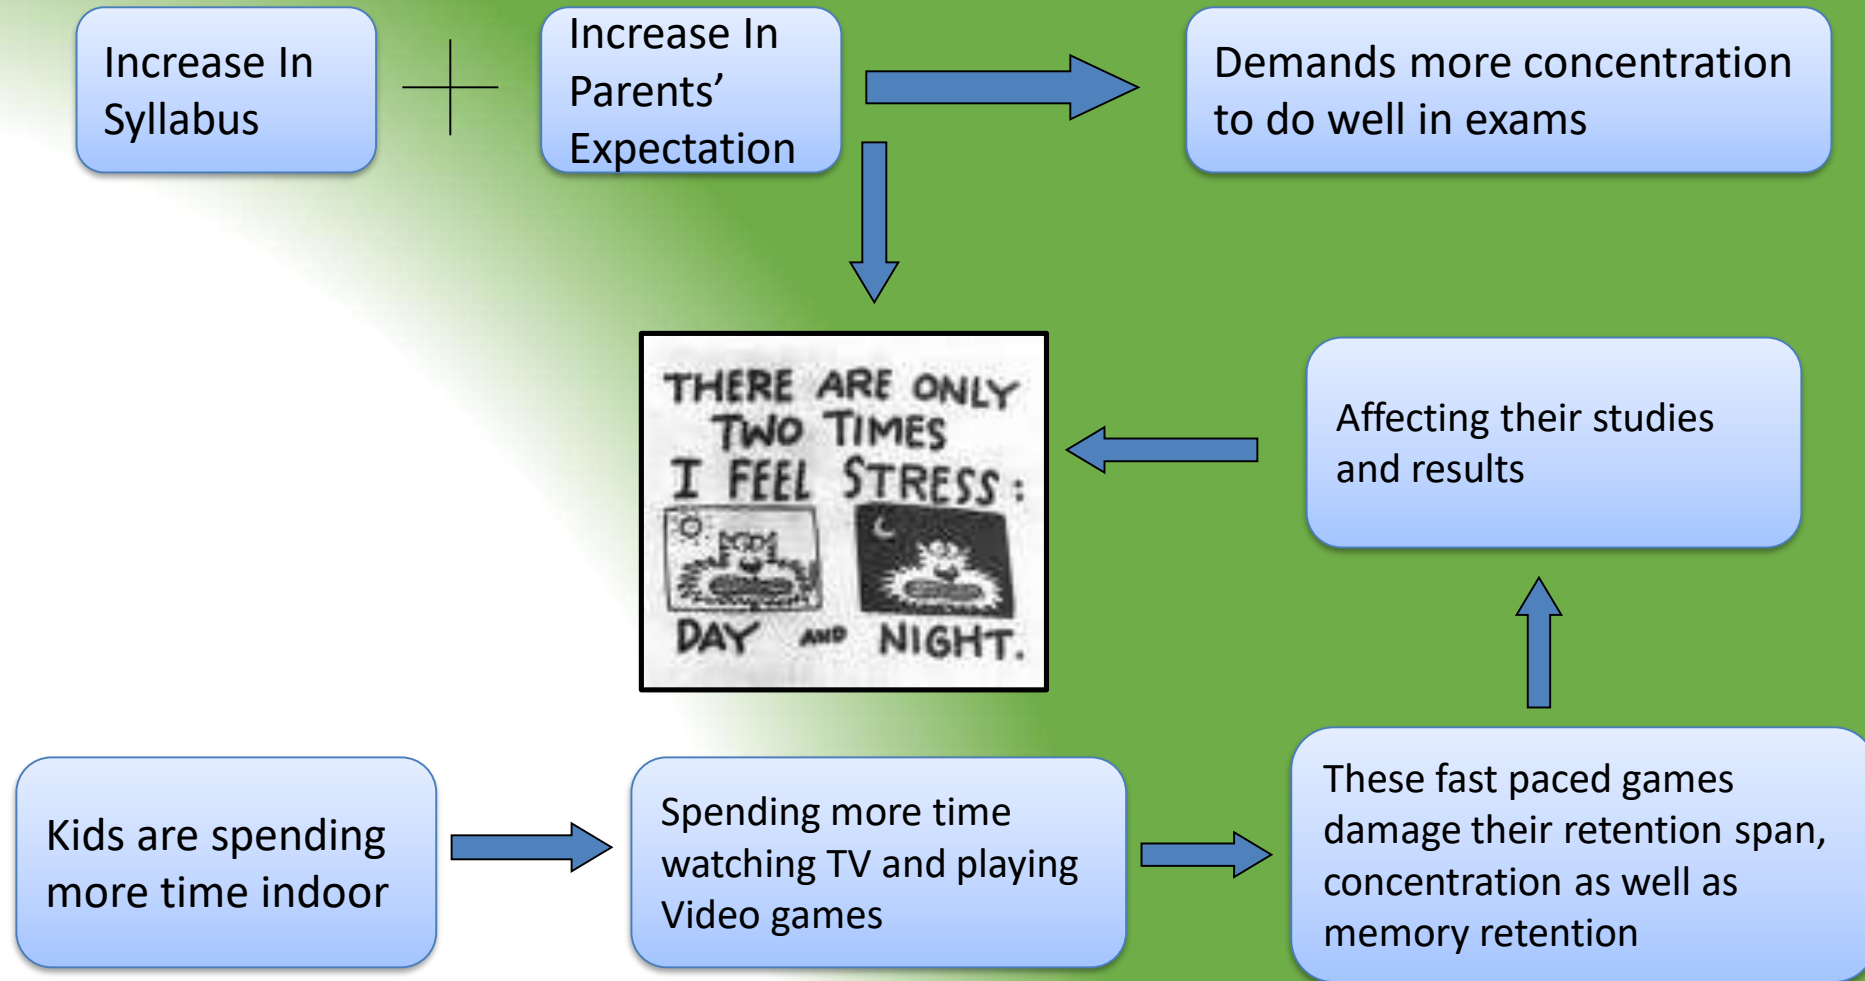 Increase In
Syllabus
Increase In
Parents’
Expectation
Demands more concentration
to do well in exams
THERE ARE ONLY
TWO TIMES
I FEEL STRESS:
DAY AND NIGHT.
Affecting their studies
and results
Kids are spending
more time indoor
Spending more time
watching TV and playing
Video games
These fast paced games
damage their retention span,
concentration as well as
memory retention